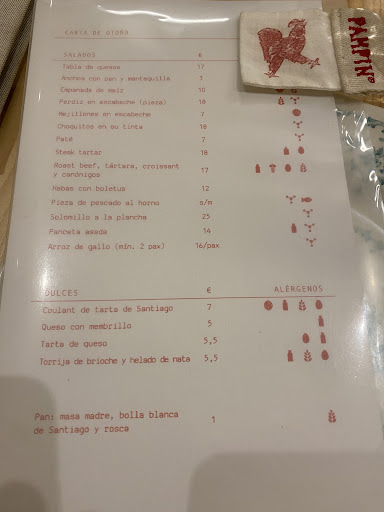 CARTA DE OTOÑO
PAMPÍN®
SALADOS €
Tabla de quesos 17
Anchoa con pan y mantequilla 3
Empanada de maíz 10
Perdiz en escabeche (pieza) 18
Mejillones en escabeche 7
Choquitos en su tinta 18
Paté 7
Steak tartar 18
Roast beef, tártara, croissant
y canónigos 17
Habas con boletus 12
Pieza de pescado al horno s/m
Solomillo a la plancha 25
Panceta asada 14
Arroz de gallo (mín. 2 pax) 16/pax
DULCES € ALÉRGENOS
Coulant de tarta de Santiago 7
Queso con membrillo 5
Tarta de queso 5,5
Torrija de brioche y helado de nata 5,5
Pan: masa madre, bolla blanca
de Santiago y rosca 1